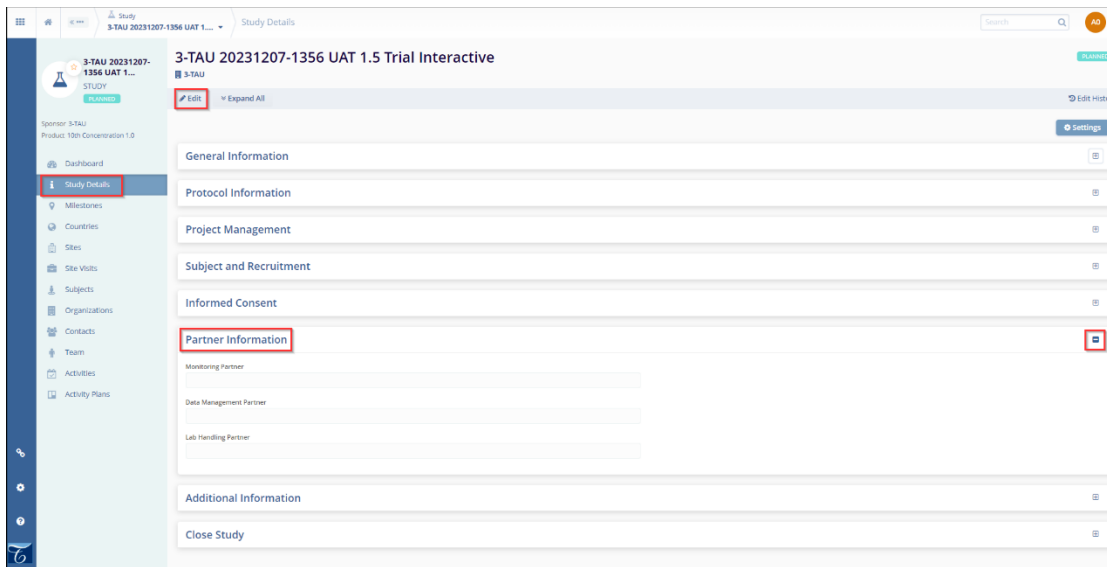 Study
3-TAU 20231207-1356 UAT 1....
Study Details
Search
A0
3-TAU 20231207-
1356 UAT 1...
STUDY
PLANNED
Sponsor 3-TAU
Product 10th Concentration 1.0
Dashboard
Study Details
Milestones
Countries
Sites
Site Visits
Subjects
Organizations
Contacts
Team
Activities
Activity Plans
3-TAU 20231207-1356 UAT 1.5 Trial Interactive
3-TAU
PLANNED
Edit
Expand All
Edit Hist
Settings
General Information
Protocol Information
Project Management
Subject and Recruitment
Informed Consent
Partner Information
Monitoring Partner
Data Management Partner
Lab Handling Partner
Additional Information
Close Study